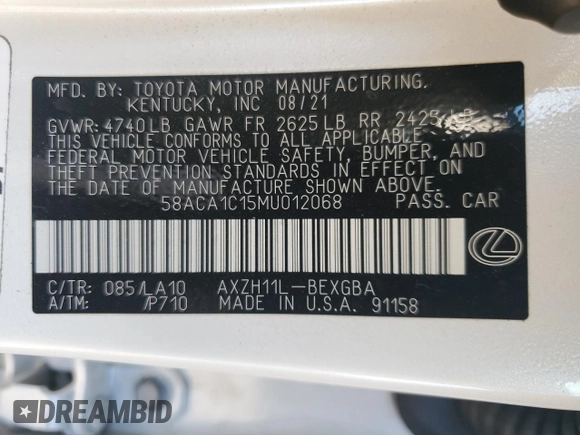 MFD. BY: TOYOTA MOTOR MANUFACTURING.
KENTUCKY, INC 08/21
GVWR: 4740 LB GAWR FR 2625 LB RR 2425 LB
THIS VEHICLE CONFORMS TO ALL APPLICABLE
FEDERAL MOTOR VEHICLE SAFETY, BUMPER, AND
THEFT PREVENTION STANDARDS IN EFFECT ON
THE DATE OF MANUFACTURE SHOWN ABOVE.
58ACA1C15MU012068 PASS. CAR
C/TR: 085/LA10 AXZH11L-BEXGBA
A/TM: /P710 MADE IN U.S.A. 91158
DREAMBID